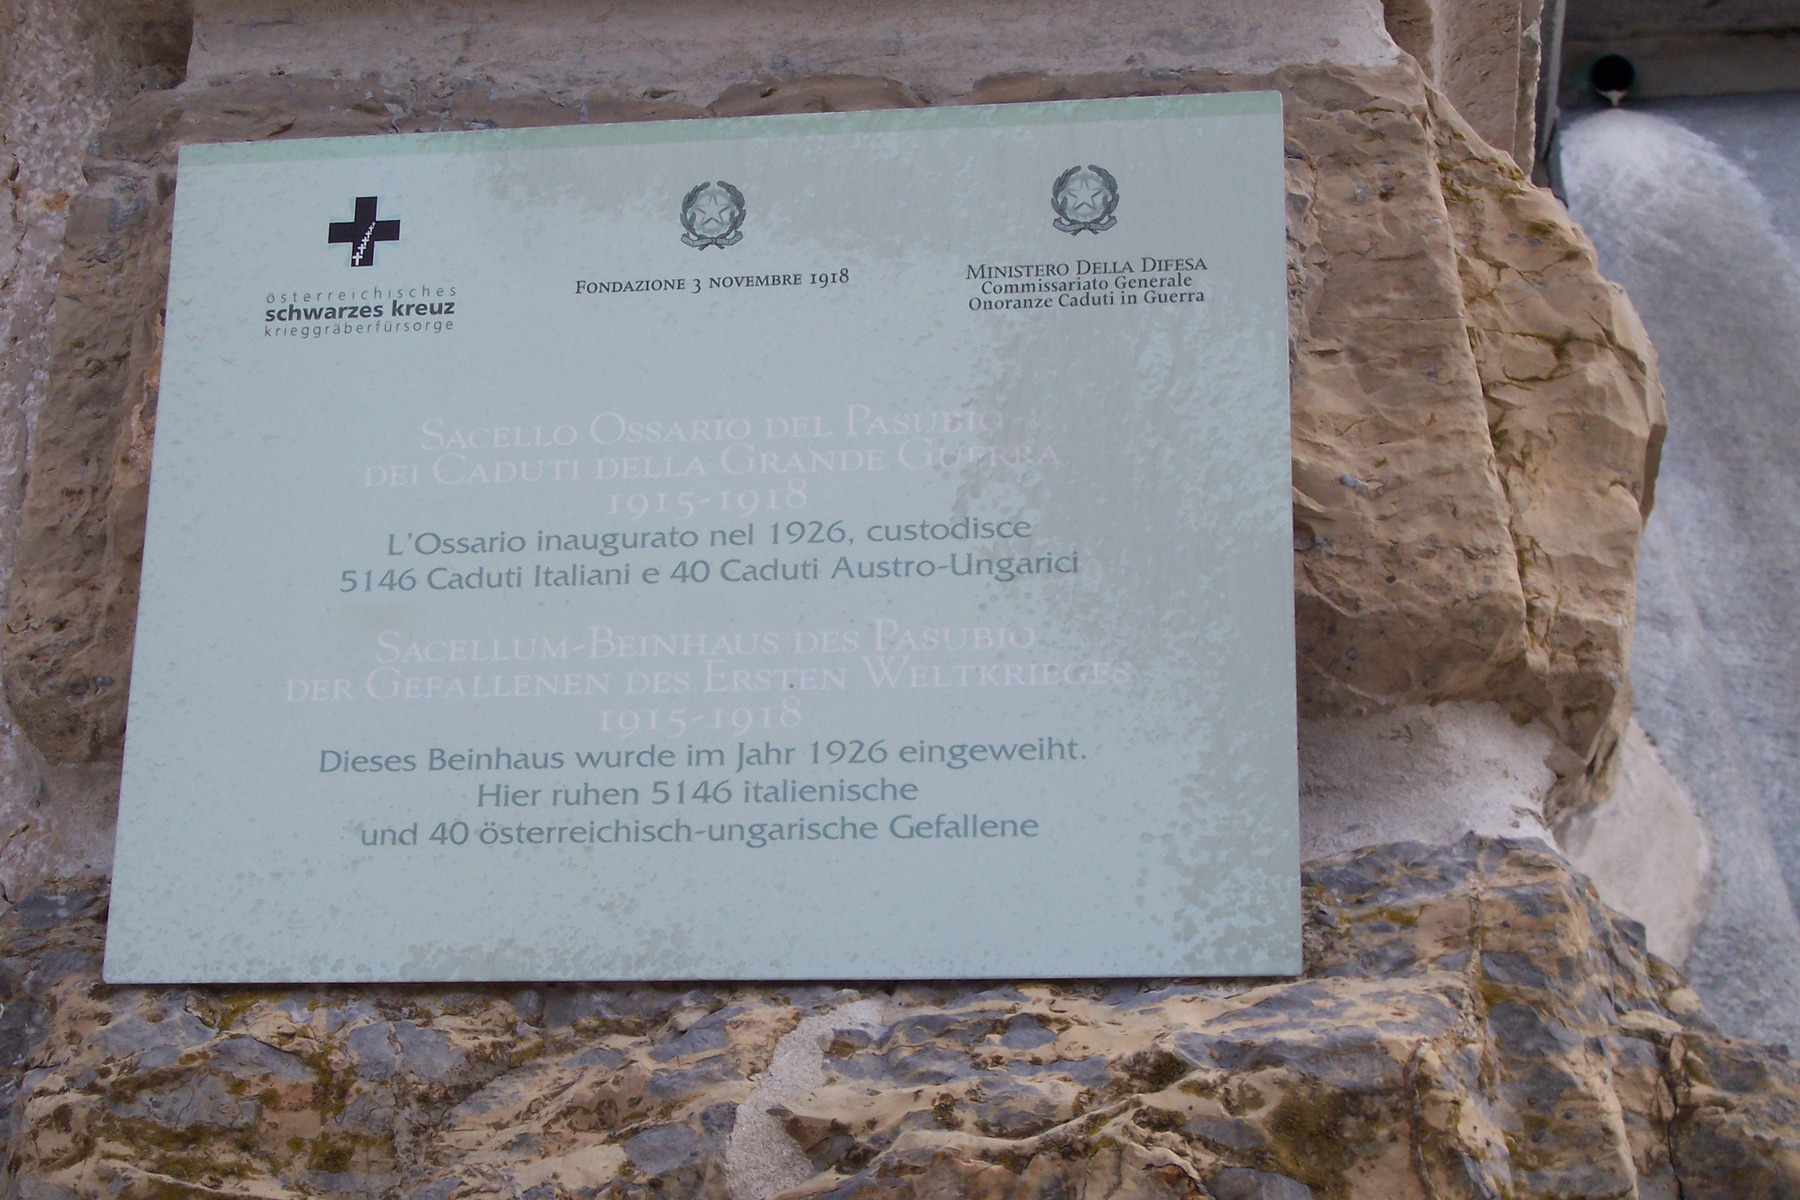 österreichisches
schwarzes kreuz
krieggräberfürsorge
FONDAZIONE 3 NOVEMBRE 1918
MINISTERO DELLA DIFESA
Commissariato Generale
Onoranze Caduti in Guerra
SACELLO OSSARIO DEL PASUBIO
DEI CADUTI DELLA GRANDE GUERRA
1915-1918
L'Ossario inaugurato nel 1926, custodisce
5146 Caduti Italiani e 40 Caduti Austro-Ungarici
SACELLUM-BEINHAUS DES PASUBIO
DER GEFALLENEN DES ERSTEN WELTKRIEGES
1915-1918
Dieses Beinhaus wurde im Jahr 1926 eingeweiht.
Hier ruhen 5146 italienische
und 40 österreichisch-ungarische Gefallene